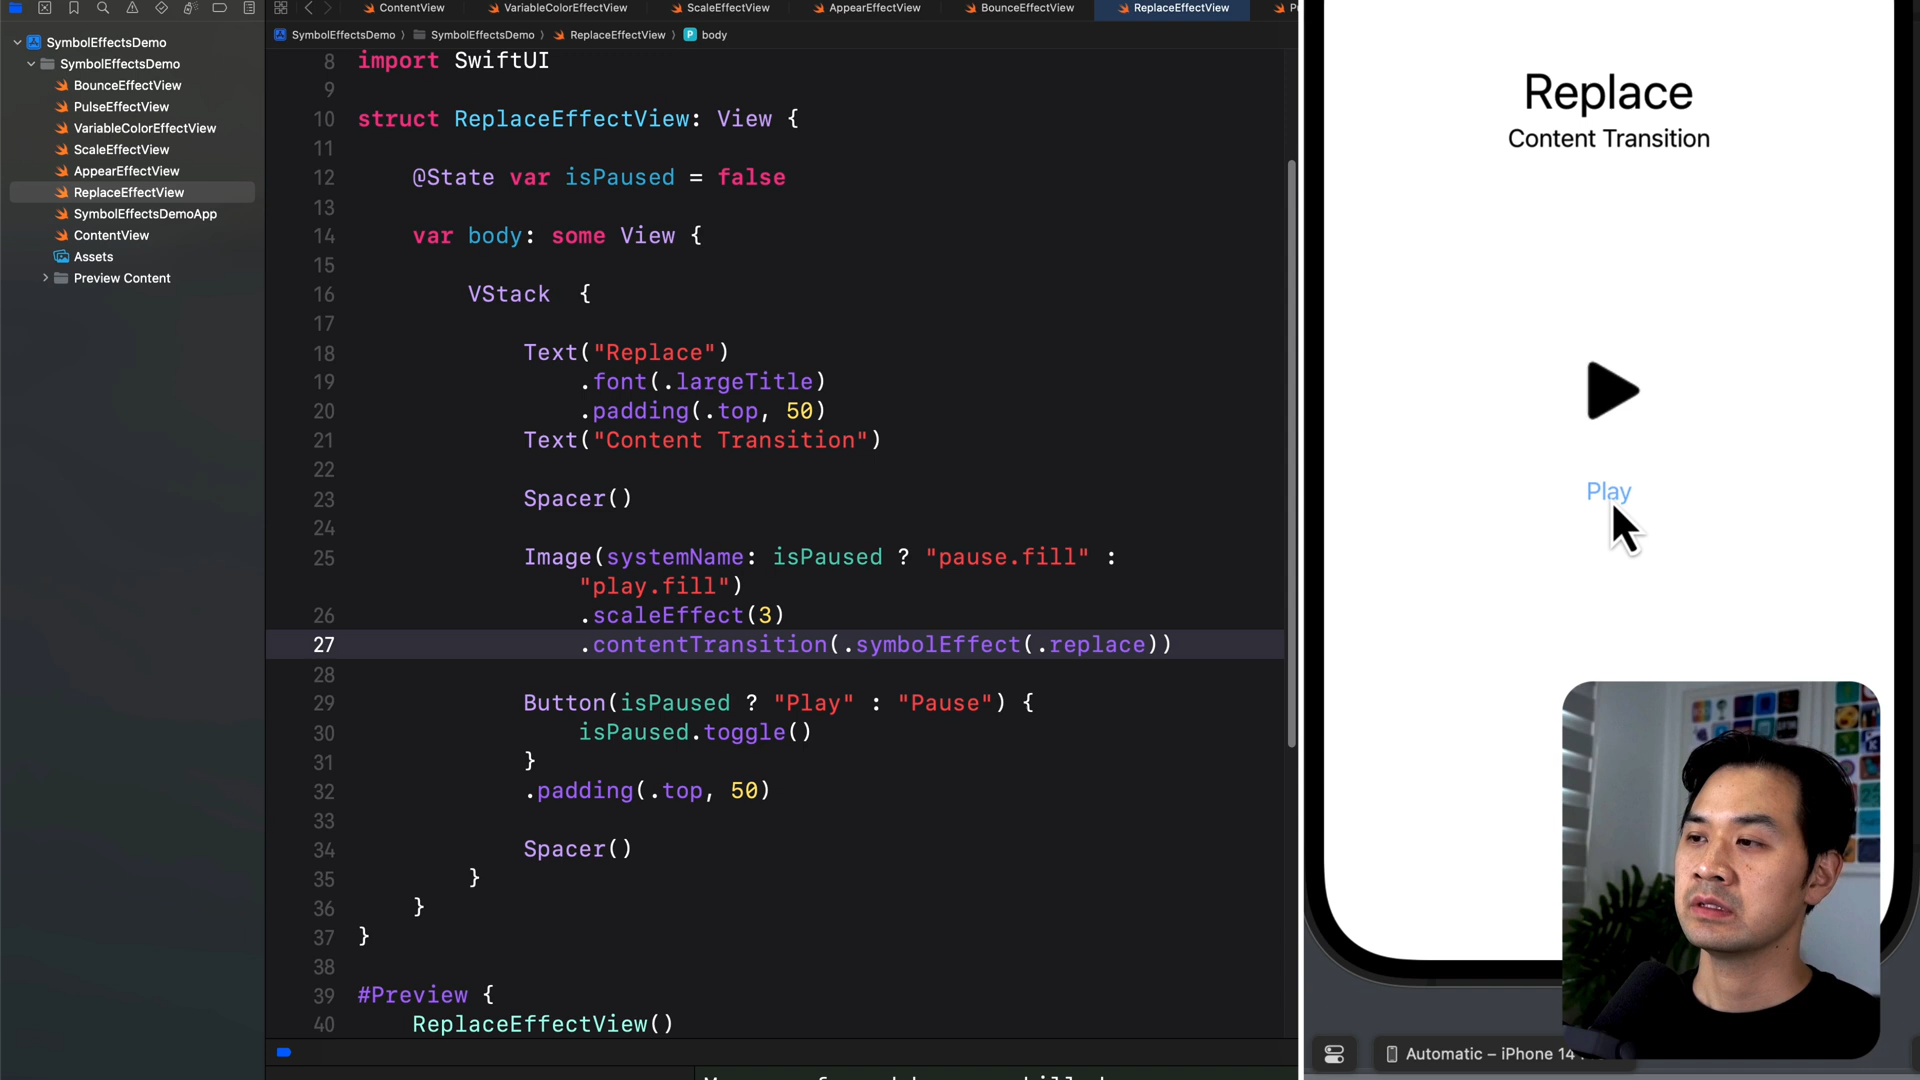 ContentView
VariableColorEffectView
ScaleEffectView
AppearEffectView
BounceEffectView
ReplaceEffectView
SymbolEffectsDemo
SymbolEffectsDemo
BounceEffectView
PulseEffectView
VariableColorEffectView
ScaleEffectView
AppearEffectView
ReplaceEffectView
SymbolEffectsDemoApp
ContentView
Assets
Preview Content
SymbolEffectsDemo 〉 SymbolEffectsDemo 〉 ReplaceEffectView 〉 P body
8 import SwiftUI
9
10 struct ReplaceEffectView: View {
11
12 @State var isPaused = false
13
14 var body: some View {
15
16 VStack {
17
18 Text("Replace")
19 .font(.largeTitle)
20 .padding(.top, 50)
21 Text("Content Transition")
22
23 Spacer()
24
25 Image(systemName: isPaused ? "pause.fill" :
"play.fill")
26 .scaleEffect(3)
27 .contentTransition(.symbolEffect(.replace))
28
29 Button(isPaused ? "Play" : "Pause") {
30 isPaused.toggle()
31 }
32 .padding(.top, 50)
33
34 Spacer()
35 }
36 }
37 }
38
39 #Preview {
40 ReplaceEffectView()
Replace
Content Transition
Play
Automatic – iPhone 14